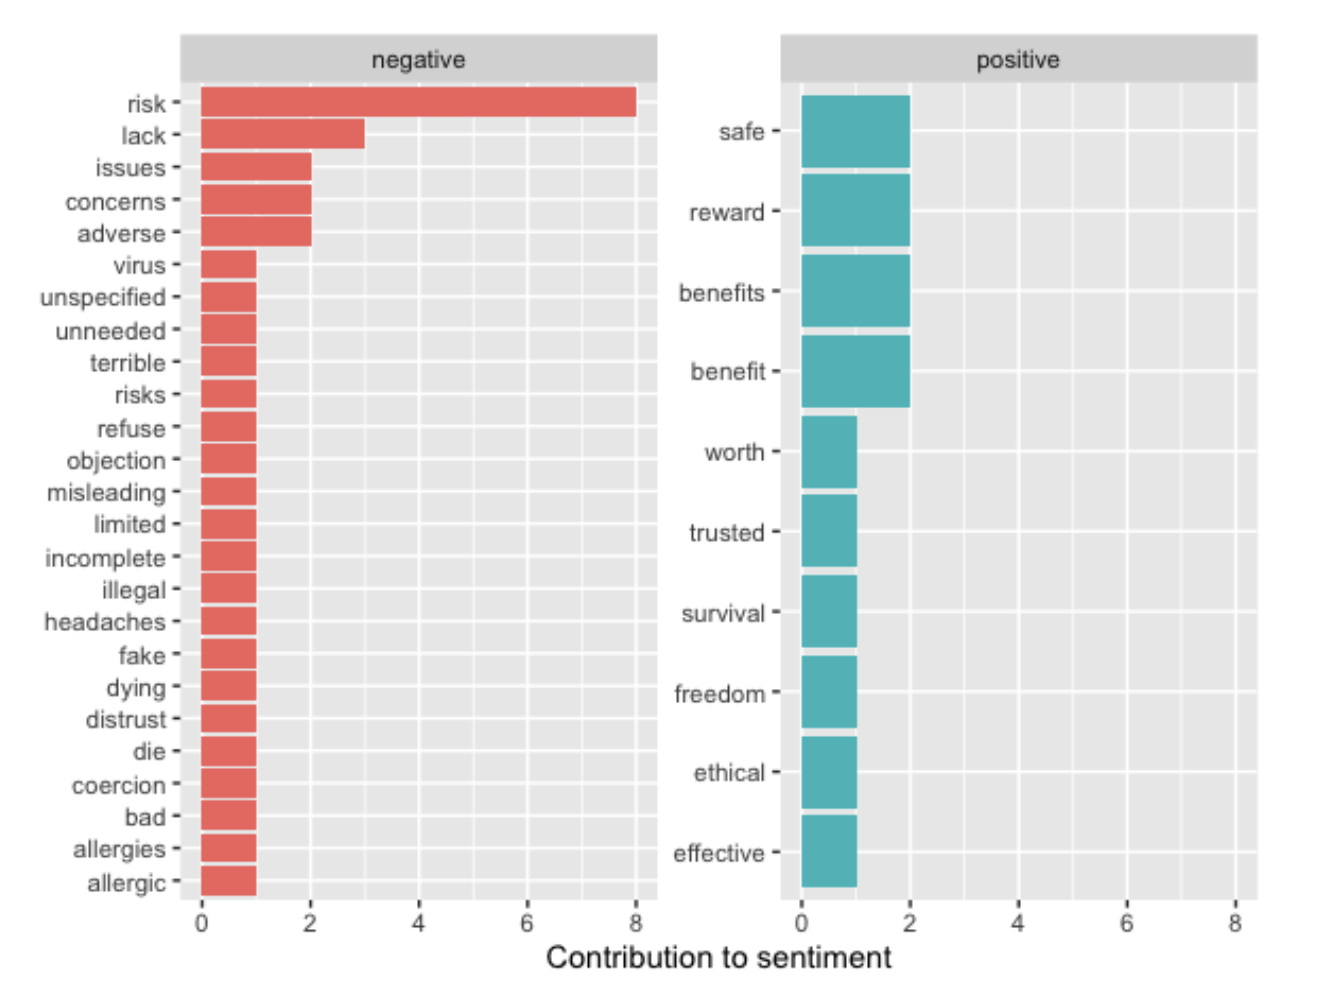 negative
risk
lack
issues
concerns
adverse
virus
unspecified
unneeded
terrible
risks
refuse
objection
misleading
limited
incomplete
illegal
headaches
fake
dying
distrust
die
coercion
bad
allergies
allergic
0 2 4 6 8
positive
safe
reward
benefits
benefit
worth
trusted
survival
freedom
ethical
effective
0 2 4 6 8
Contribution to sentiment